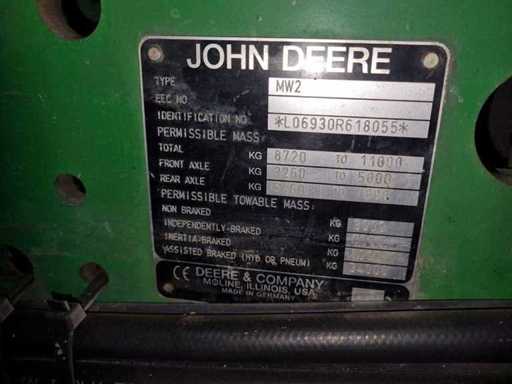 JOHN DEERE
TYPE MW2
EEC NO
IDENTIFICATION NO *L06930R618055*
PERMISSIBLE MASS:
TOTAL KG 8720 TO 11000
FRONT AXLE KG 3260 TO 5000
REAR AXLE KG TO
PERMISSIBLE TOWABLE MASS:
NON BRAKED KG
INDEPENDENTLY-BRAKED KG
INERTIA-BRAKED KG
ASSISTED BRAKED (HYD OR PNEUM) KG
CE DEERE & COMPANY
MOLINE, ILLINOIS, USA
MADE IN GERMANY